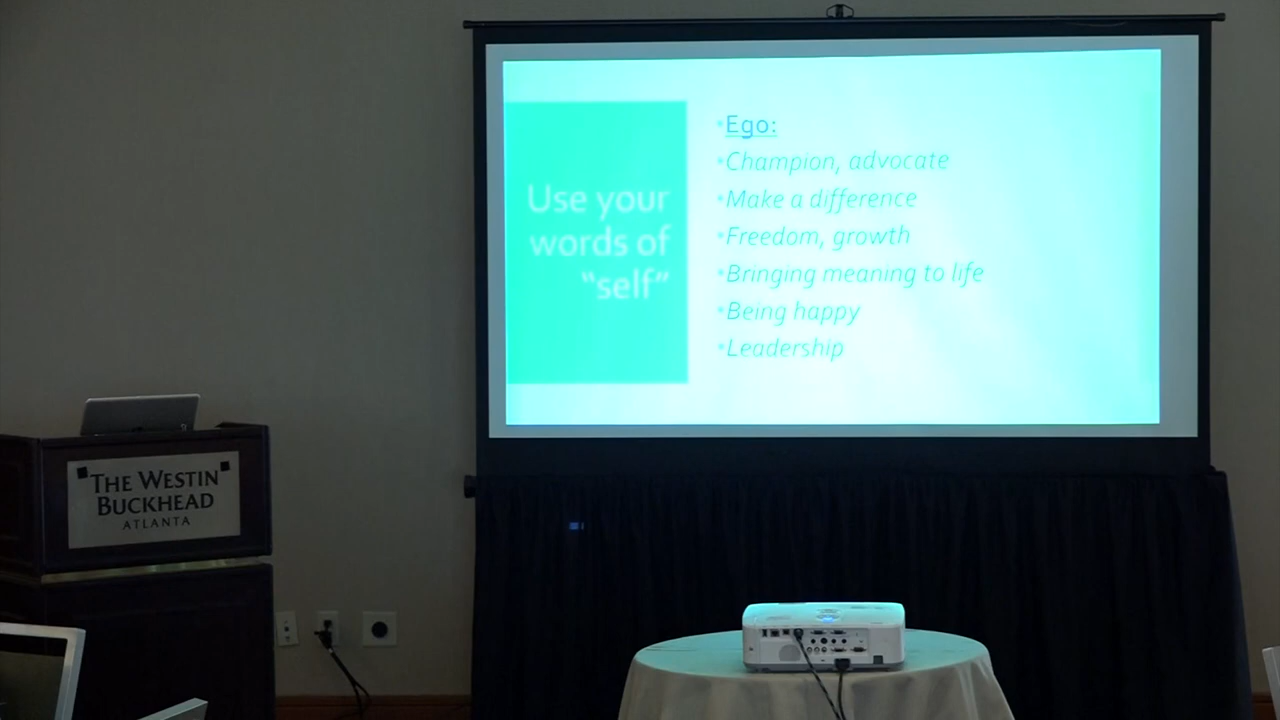 Use your
words of
"self"
•Ego:
•Champion, advocate
•Make a difference
•Freedom, growth
•Bringing meaning to life
•Being happy
•Leadership
THE WESTIN
BUCKHEAD
ATLANTA